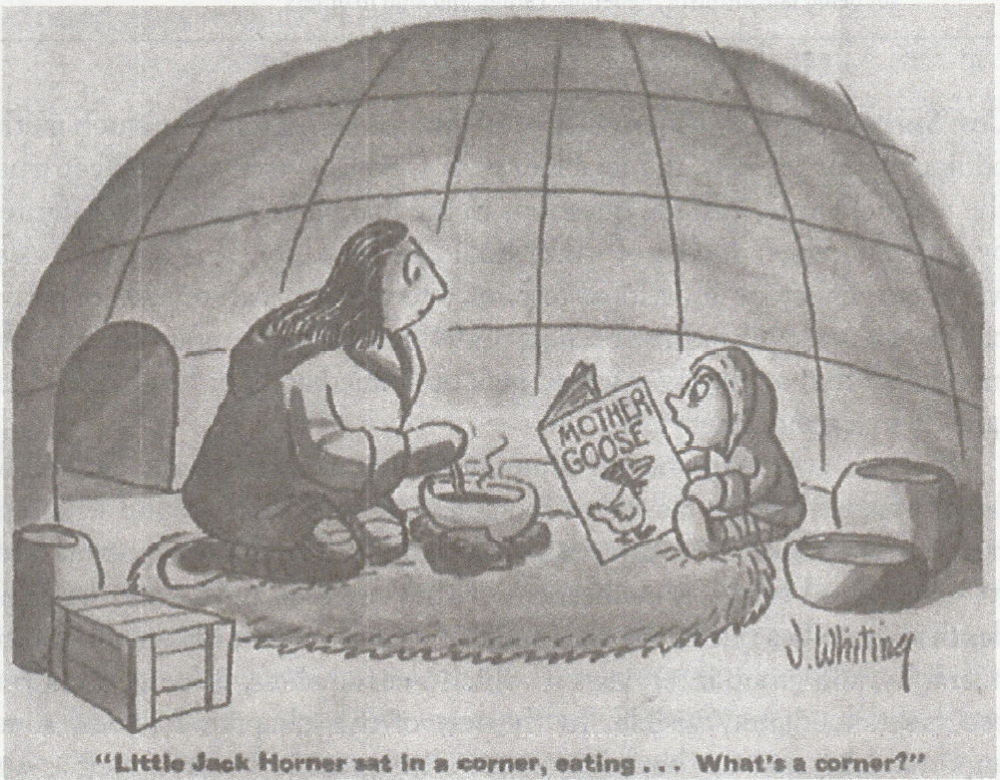 MOTHER
GOOSE
J. Whiting
"Little Jack Horner sat in a corner, eating ... What's a corner?"